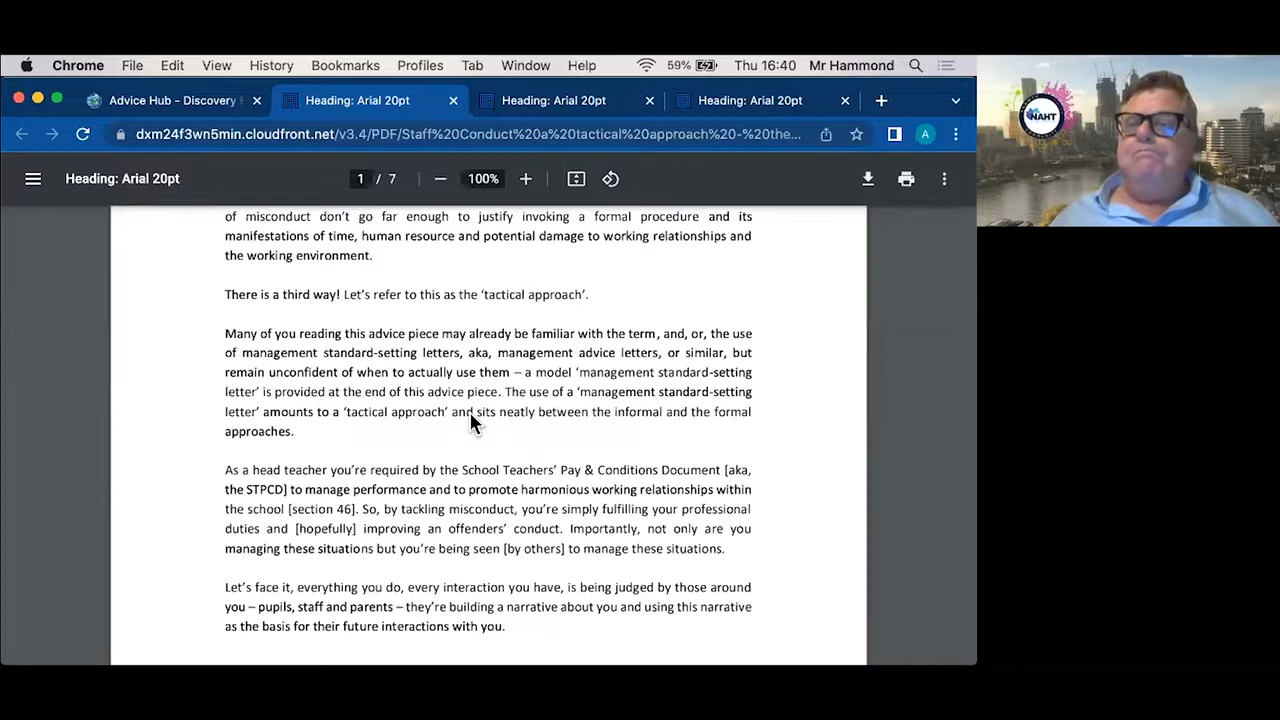 Chrome File Edit View History Bookmarks Profiles Tab Window Help 59% Thu 16:40 Mr Hammond
Advice Hub - Discovery E
Heading: Arial 20pt
Heading: Arial 20pt
Heading: Arial 20pt
dxm24f3wn5min.cloudfront.net/v3.4/PDF/Staff%20Conduct%20a%20tactical%20approach%20-%20the...
A
Heading: Arial 20pt
1 / 7
100%
NAHT
of misconduct don't go far enough to justify invoking a formal procedure and its
manifestations of time, human resource and potential damage to working relationships and
the working environment.
There is a third way! Let's refer to this as the 'tactical approach'.
Many of you reading this advice piece may already be familiar with the term, and, or, the use
of management standard-setting letters, aka, management advice letters, or similar, but
remain unconfident of when to actually use them – a model 'management standard-setting
letter' is provided at the end of this advice piece. The use of a 'management standard-setting
letter' amounts to a 'tactical approach' and sits neatly between the informal and the formal
approaches.
As a head teacher you're required by the School Teachers' Pay & Conditions Document [aka,
the STPCD] to manage performance and to promote harmonious working relationships within
the school [section 46]. So, by tackling misconduct, you're simply fulfilling your professional
duties and [hopefully] improving an offenders' conduct. Importantly, not only are you
managing these situations but you're being seen [by others] to manage these situations.
Let's face it, everything you do, every interaction you have, is being judged by those around
you – pupils, staff and parents – they're building a narrative about you and using this narrative
as the basis for their future interactions with you.